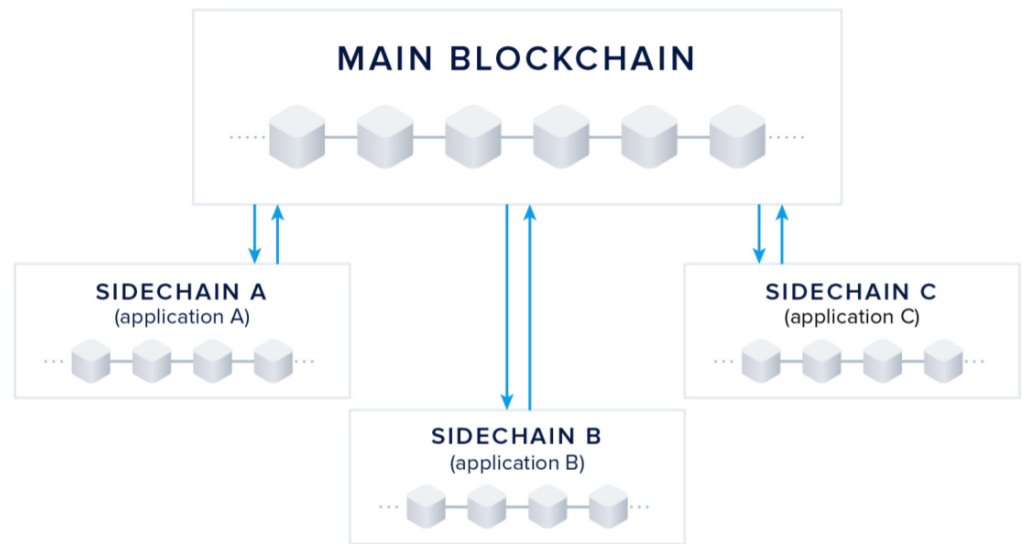 MAIN BLOCKCHAIN
SIDECHAIN A
(application A)
SIDECHAIN B
(application B)
SIDECHAIN C
(application C)